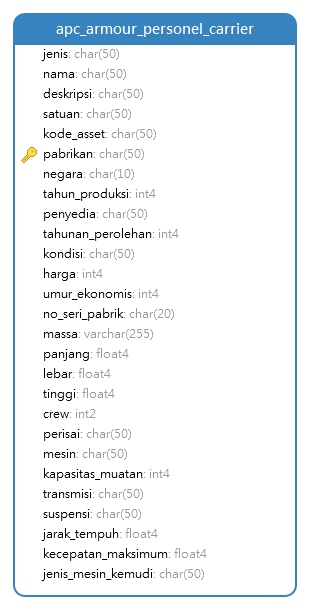 apc_armour_personel_carrier
jenis: char(50)
nama: char(50)
deskripsi: char(50)
satuan: char(50)
kode_asset: char(50)
pabrikan: char(50)
negara: char(10)
tahun_produksi: int4
penyedia: char(50)
tahunan_perolehan: int4
kondisi: char(50)
harga: int4
umur_ekonomis: int4
no_seri_pabrik: char(20)
massa: varchar(255)
panjang: float4
lebar: float4
tinggi: float4
crew: int2
perisai: char(50)
mesin: char(50)
kapasitas_muatan: int4
transmisi: char(50)
suspensi: char(50)
jarak_tempuh: float4
kecepatan_maksimum: float4
jenis_mesin_kemudi: char(50)